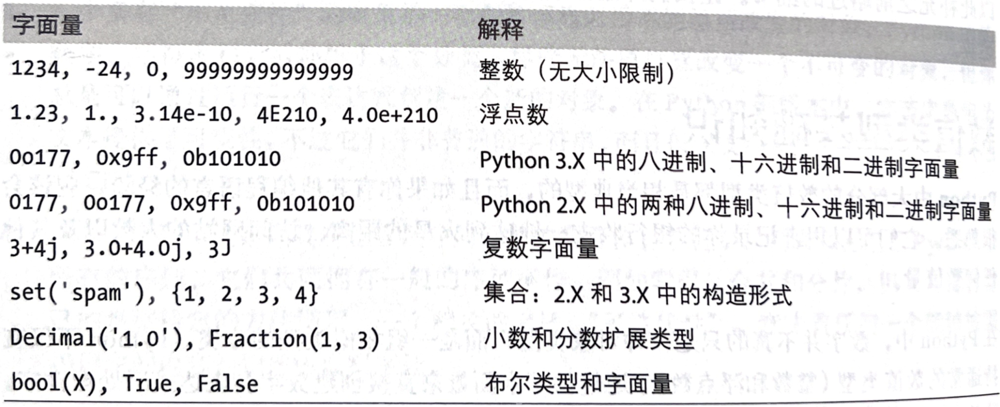 字面量 解释
1234, -24, 0, 99999999999999 整数（无大小限制）
1.23, 1., 3.14e-10, 4E210, 4.0e+210 浮点数
0o177, 0x9ff, 0b101010 Python 3.X 中的八进制、十六进制和二进制字面量
0177, 0o177, 0x9ff, 0b101010 Python 2.X 中的两种八进制、十六进制和二进制字面量
3+4j, 3.0+4.0j, 3J 复数字面量
set('spam'), {1, 2, 3, 4} 集合：2.X 和 3.X 中的构造形式
Decimal('1.0'), Fraction(1, 3) 小数和分数扩展类型
bool(X), True, False 布尔类型和字面量